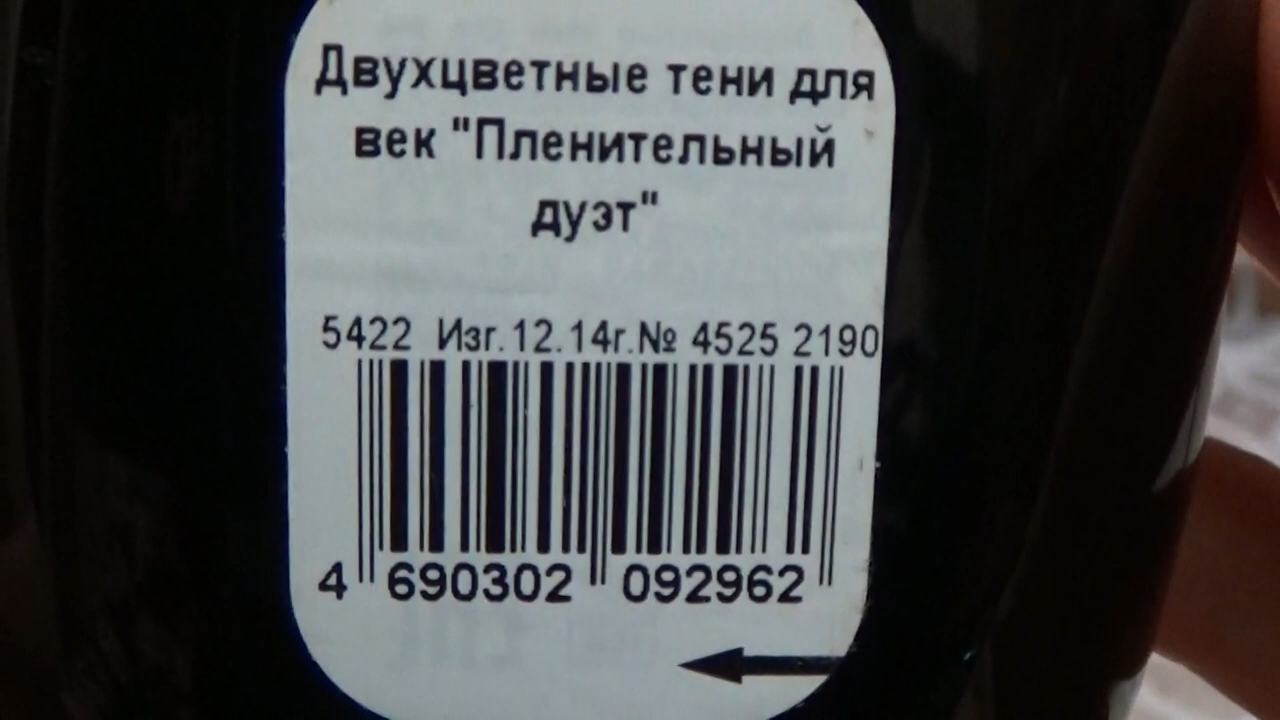 Двухцветные тени для
век "Пленительный
дуэт"
5422 Изг.12.14г.№ 4525 2190
4 690302 092962